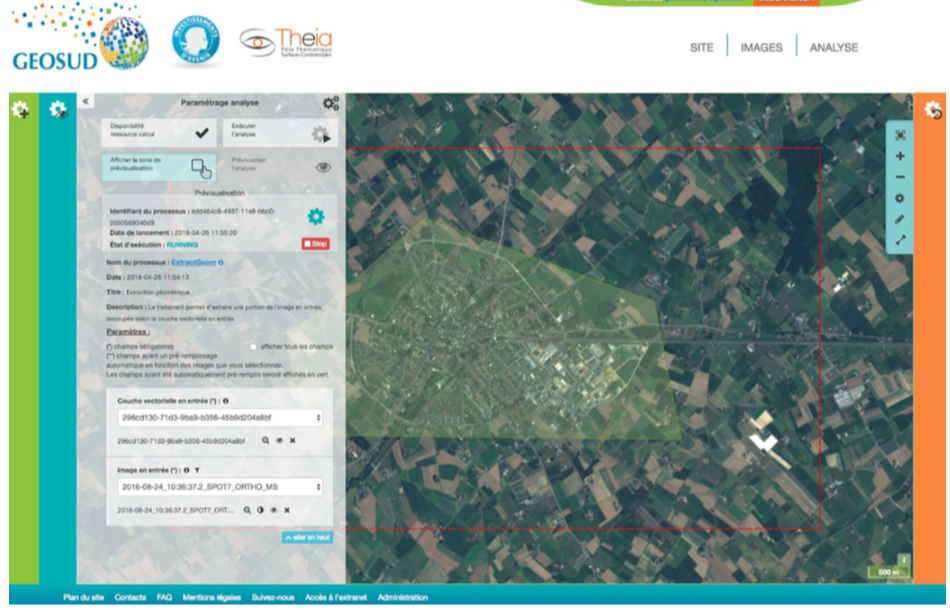 GEOSUD
INVESTISSEMENTS
D'AVENIR
Theia
Pôle Thématique
Surfaces Continentales
SITE
IMAGES
ANALYSE
Paramétrage analyse
Disponibilité
ressource calcul
Exécuter
l'analyse
Afficher la zone de
prévisualisation
Prévisualiser
l'analyse
Prévisualisation
Identifiant du processus :
Date de lancement : 2018-04-26 11:55:20
État d'exécution : RUNNING
Stop
Nom du processus : ExtractGeom
Date : 2018-04-26 11:54:13
Titre : Extraction géométrique
Description : Le traitement permet d'extraire une portion de l'image en entrée,
découpée selon la couche vectorielle en entrée
Paramètres :
(*) champs obligatoires
afficher tous les champs
(**) champs ayant un pré-remplissage
automatique en fonction des images que vous sélectionnez.
Les champs ayant été automatiquement pré-remplis seront affichés en vert.
Couche vectorielle en entrée (*) :
296cd130-71d3-9ba9-b356-45b9d204a8bf
296cd130-71d3-9ba9-b356-45b9d204a8bf
Image en entrée (*) :
2016-08-24_10:36:37.2_SPOT7_ORTHO_MS
2016-08-24_10:36:37.2_SPOT7_ORT...
aller en haut
500 m
Plan du site Contacts FAQ Mentions légales Suivez-nous Accès à l'extranet Administration